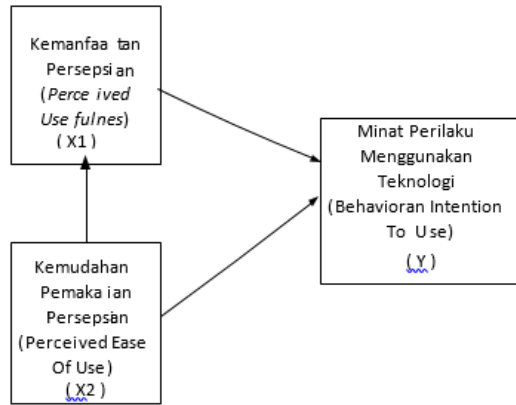 Kemanfaa tan
Persepsi an
(Perce ived
Use fulnes)
( X1 )
Minat Perilaku
Menggunakan
Teknologi
(Behavioran Intention
To Use)
( Y )
Kemudahan
Pemaka ian
Persepsian
(Perceived Ease
Of Use)
( X2 )